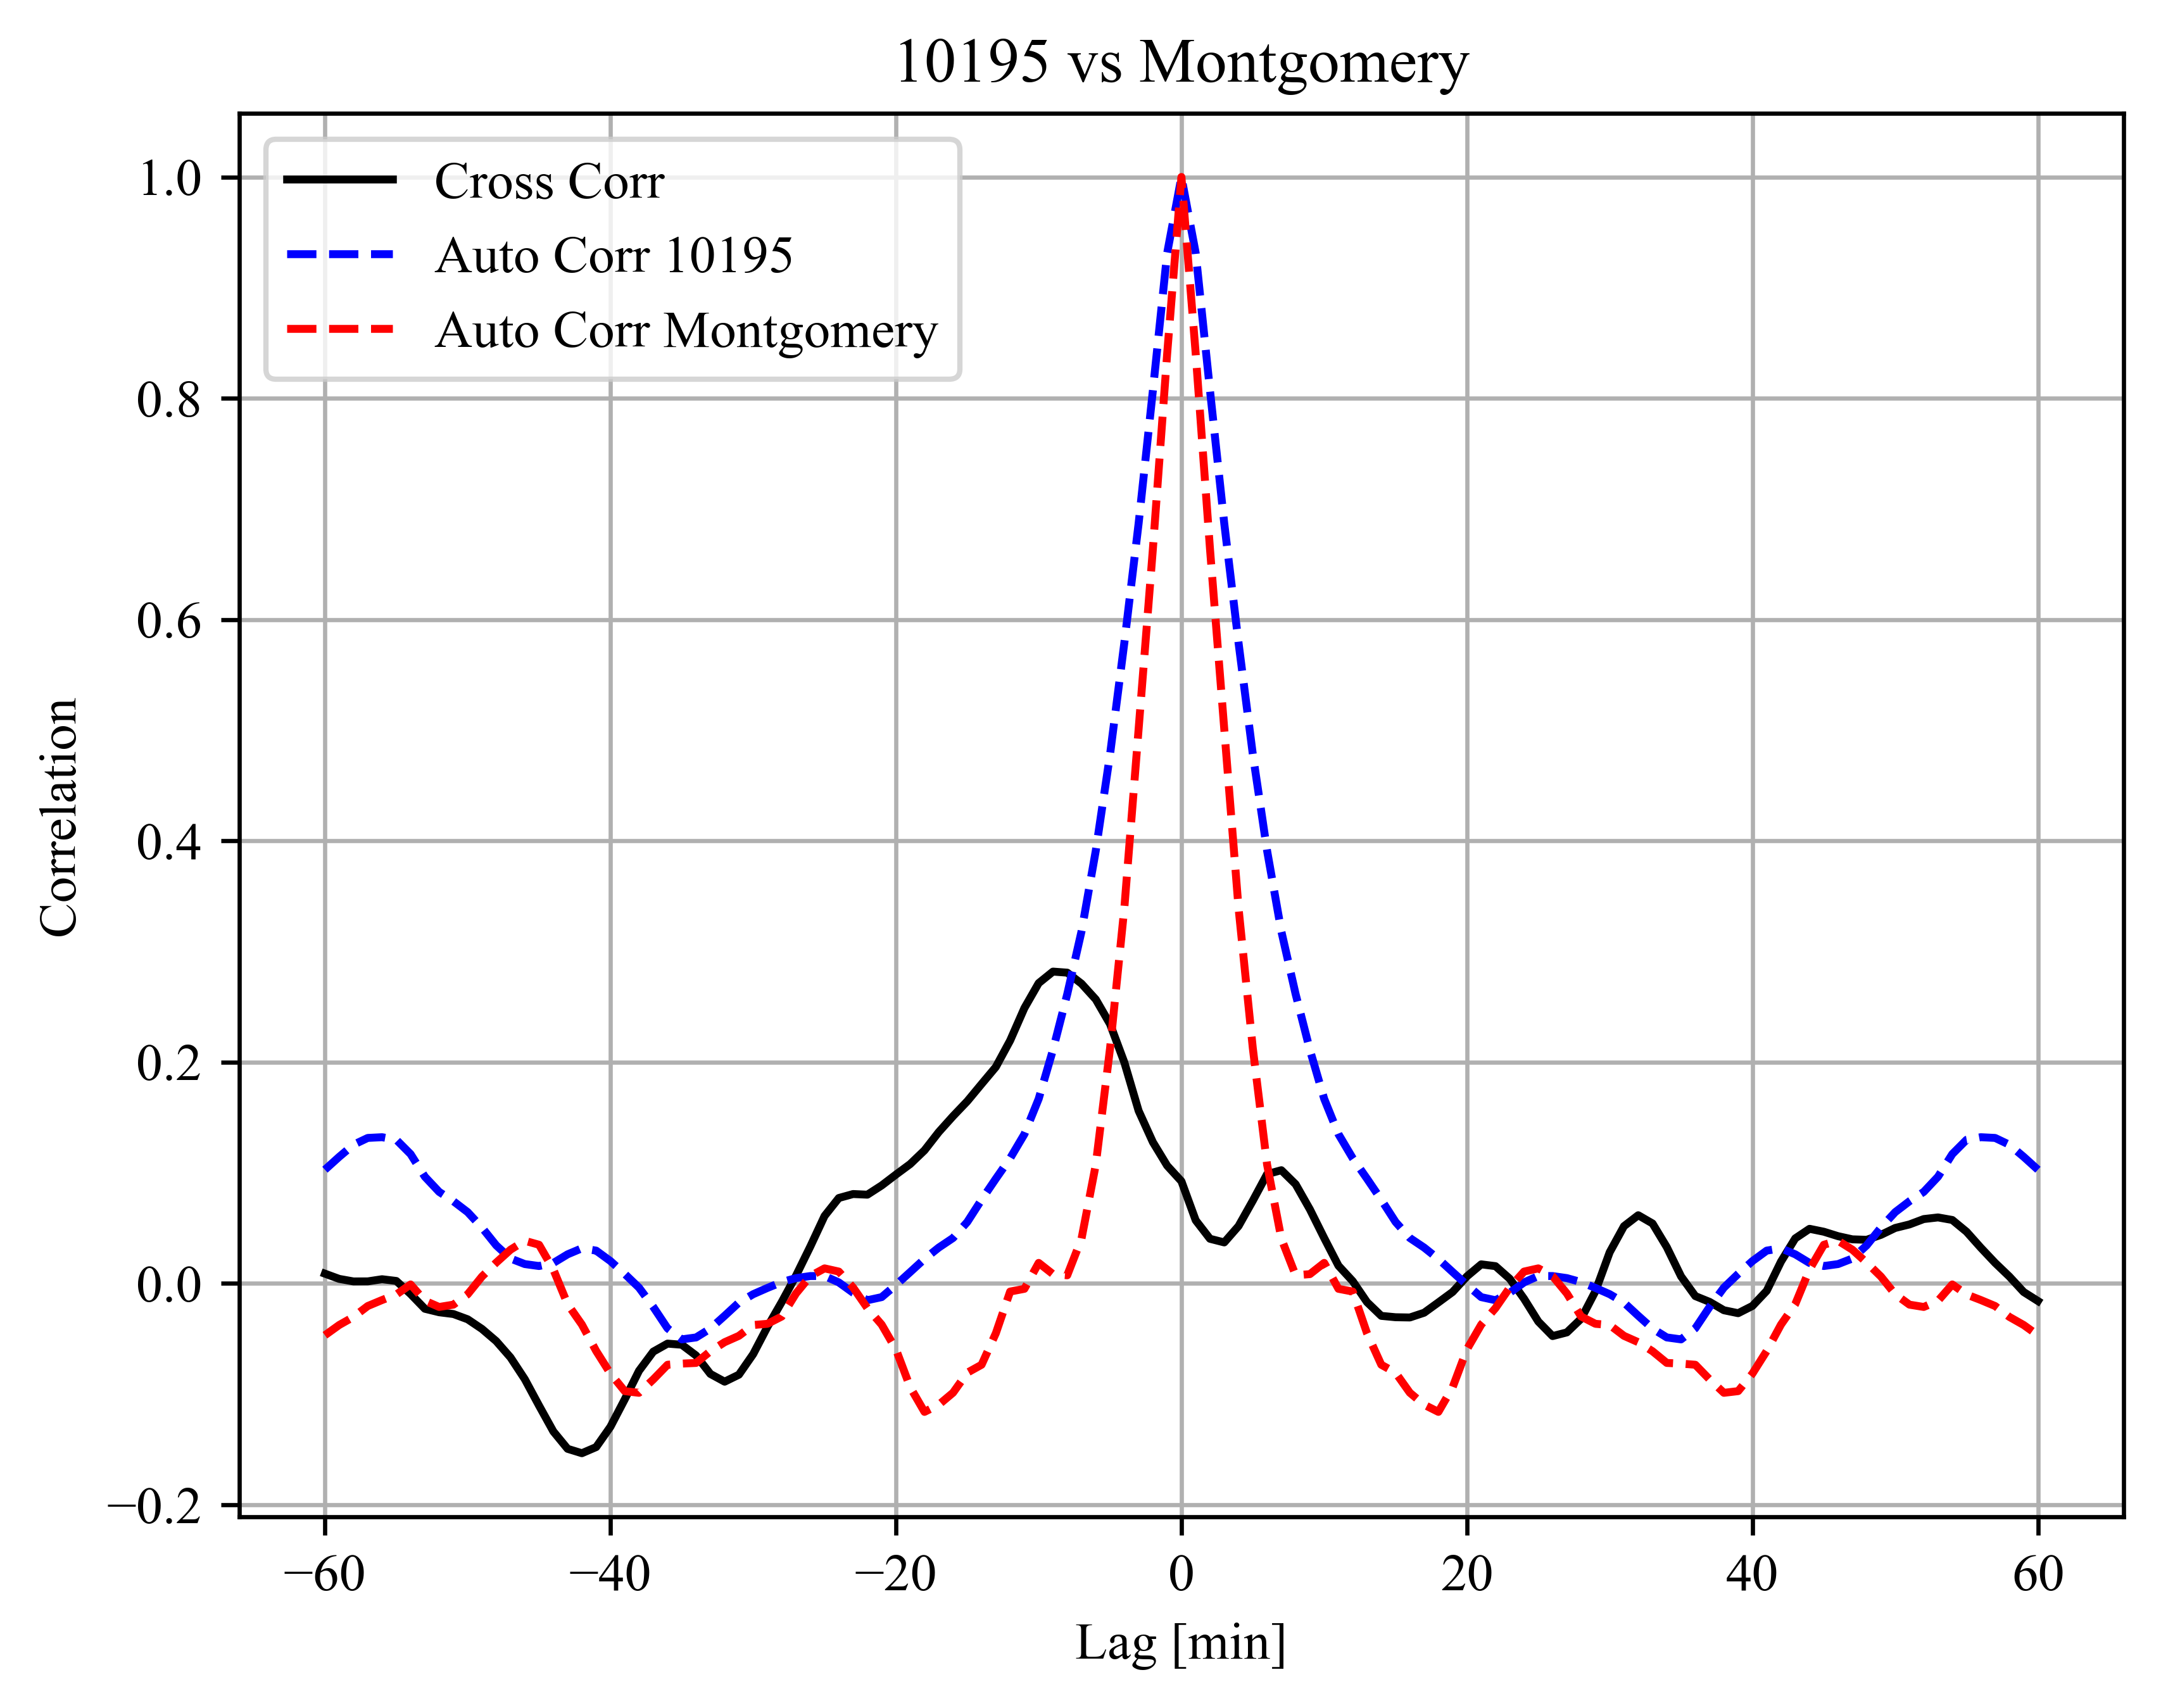 10195 vs Montgomery
Cross Corr
Auto Corr 10195
Auto Corr Montgomery
1.0
0.8
0.6
0.4
0.2
0.0
−0.2
Correlation
−60 −40 −20 0 20 40 60
Lag [min]